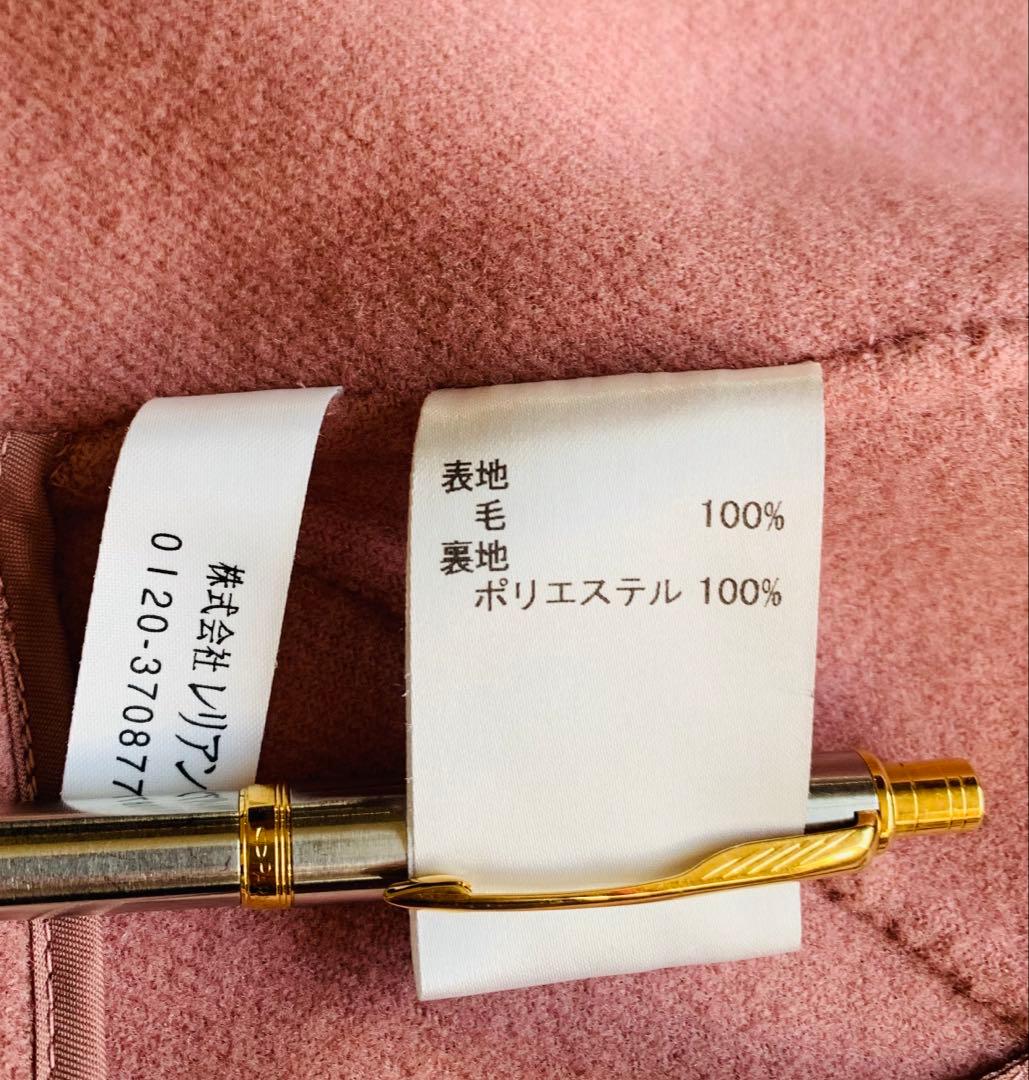 株式会社 レリアン
0120-370877
表地
毛 100%
裏地
ポリエステル 100%